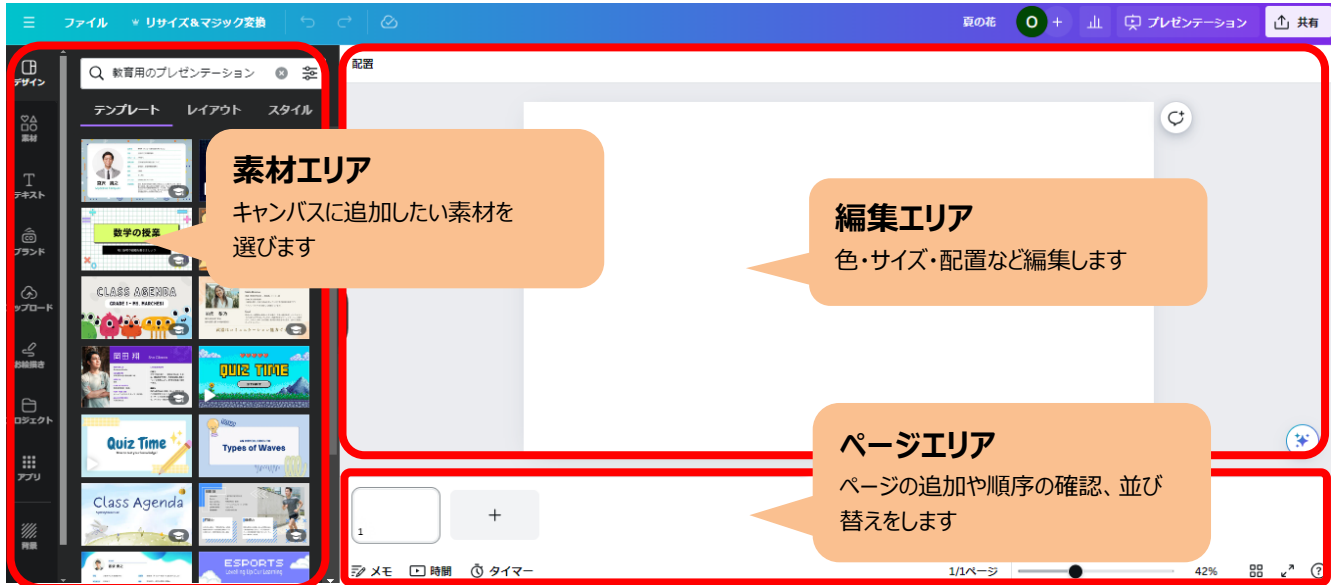 ファイル
リサイズ&マジック変換
夏の花
O
+
プレゼンテーション
共有
デザイン
素材
テキスト
ブランド
ップロード
お絵描き
ロジェクト
アプリ
背景
教育用のプレゼンテーション
テンプレート レイアウト スタイル
数学の授業
CLASS AGENDA
QUIZ TIME
Quiz Time
Types of Waves
Class Agenda
ESPORTS
素材エリア
キャンバスに追加したい素材を
選びます
配置
編集エリア
色・サイズ・配置など編集します
ページエリア
ページの追加や順序の確認、並び
替えをします
1
+
メモ 時間 タイマー
1/1ページ
42%